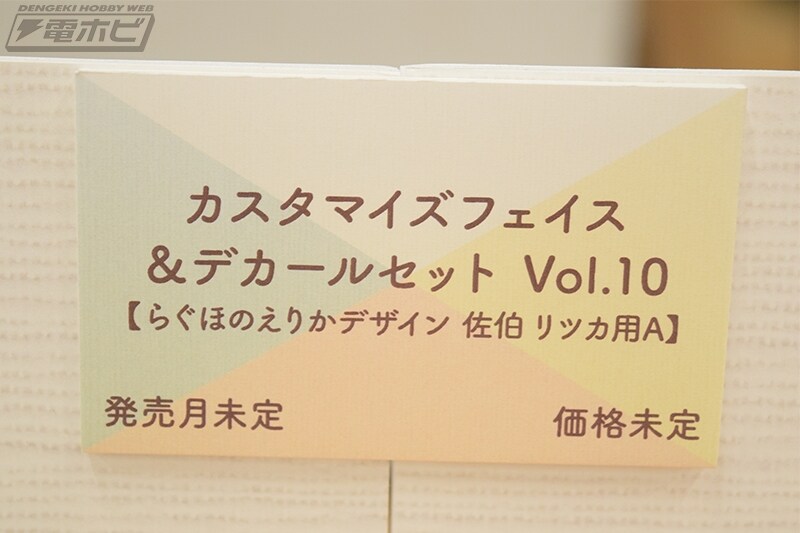 DENGEKI HOBBY WEB
電ホビ
カスタマイズフェイス
&デカールセット Vol.10
【らぐほのえりかデザイン 佐伯 リツカ用A】
発売月未定
価格未定